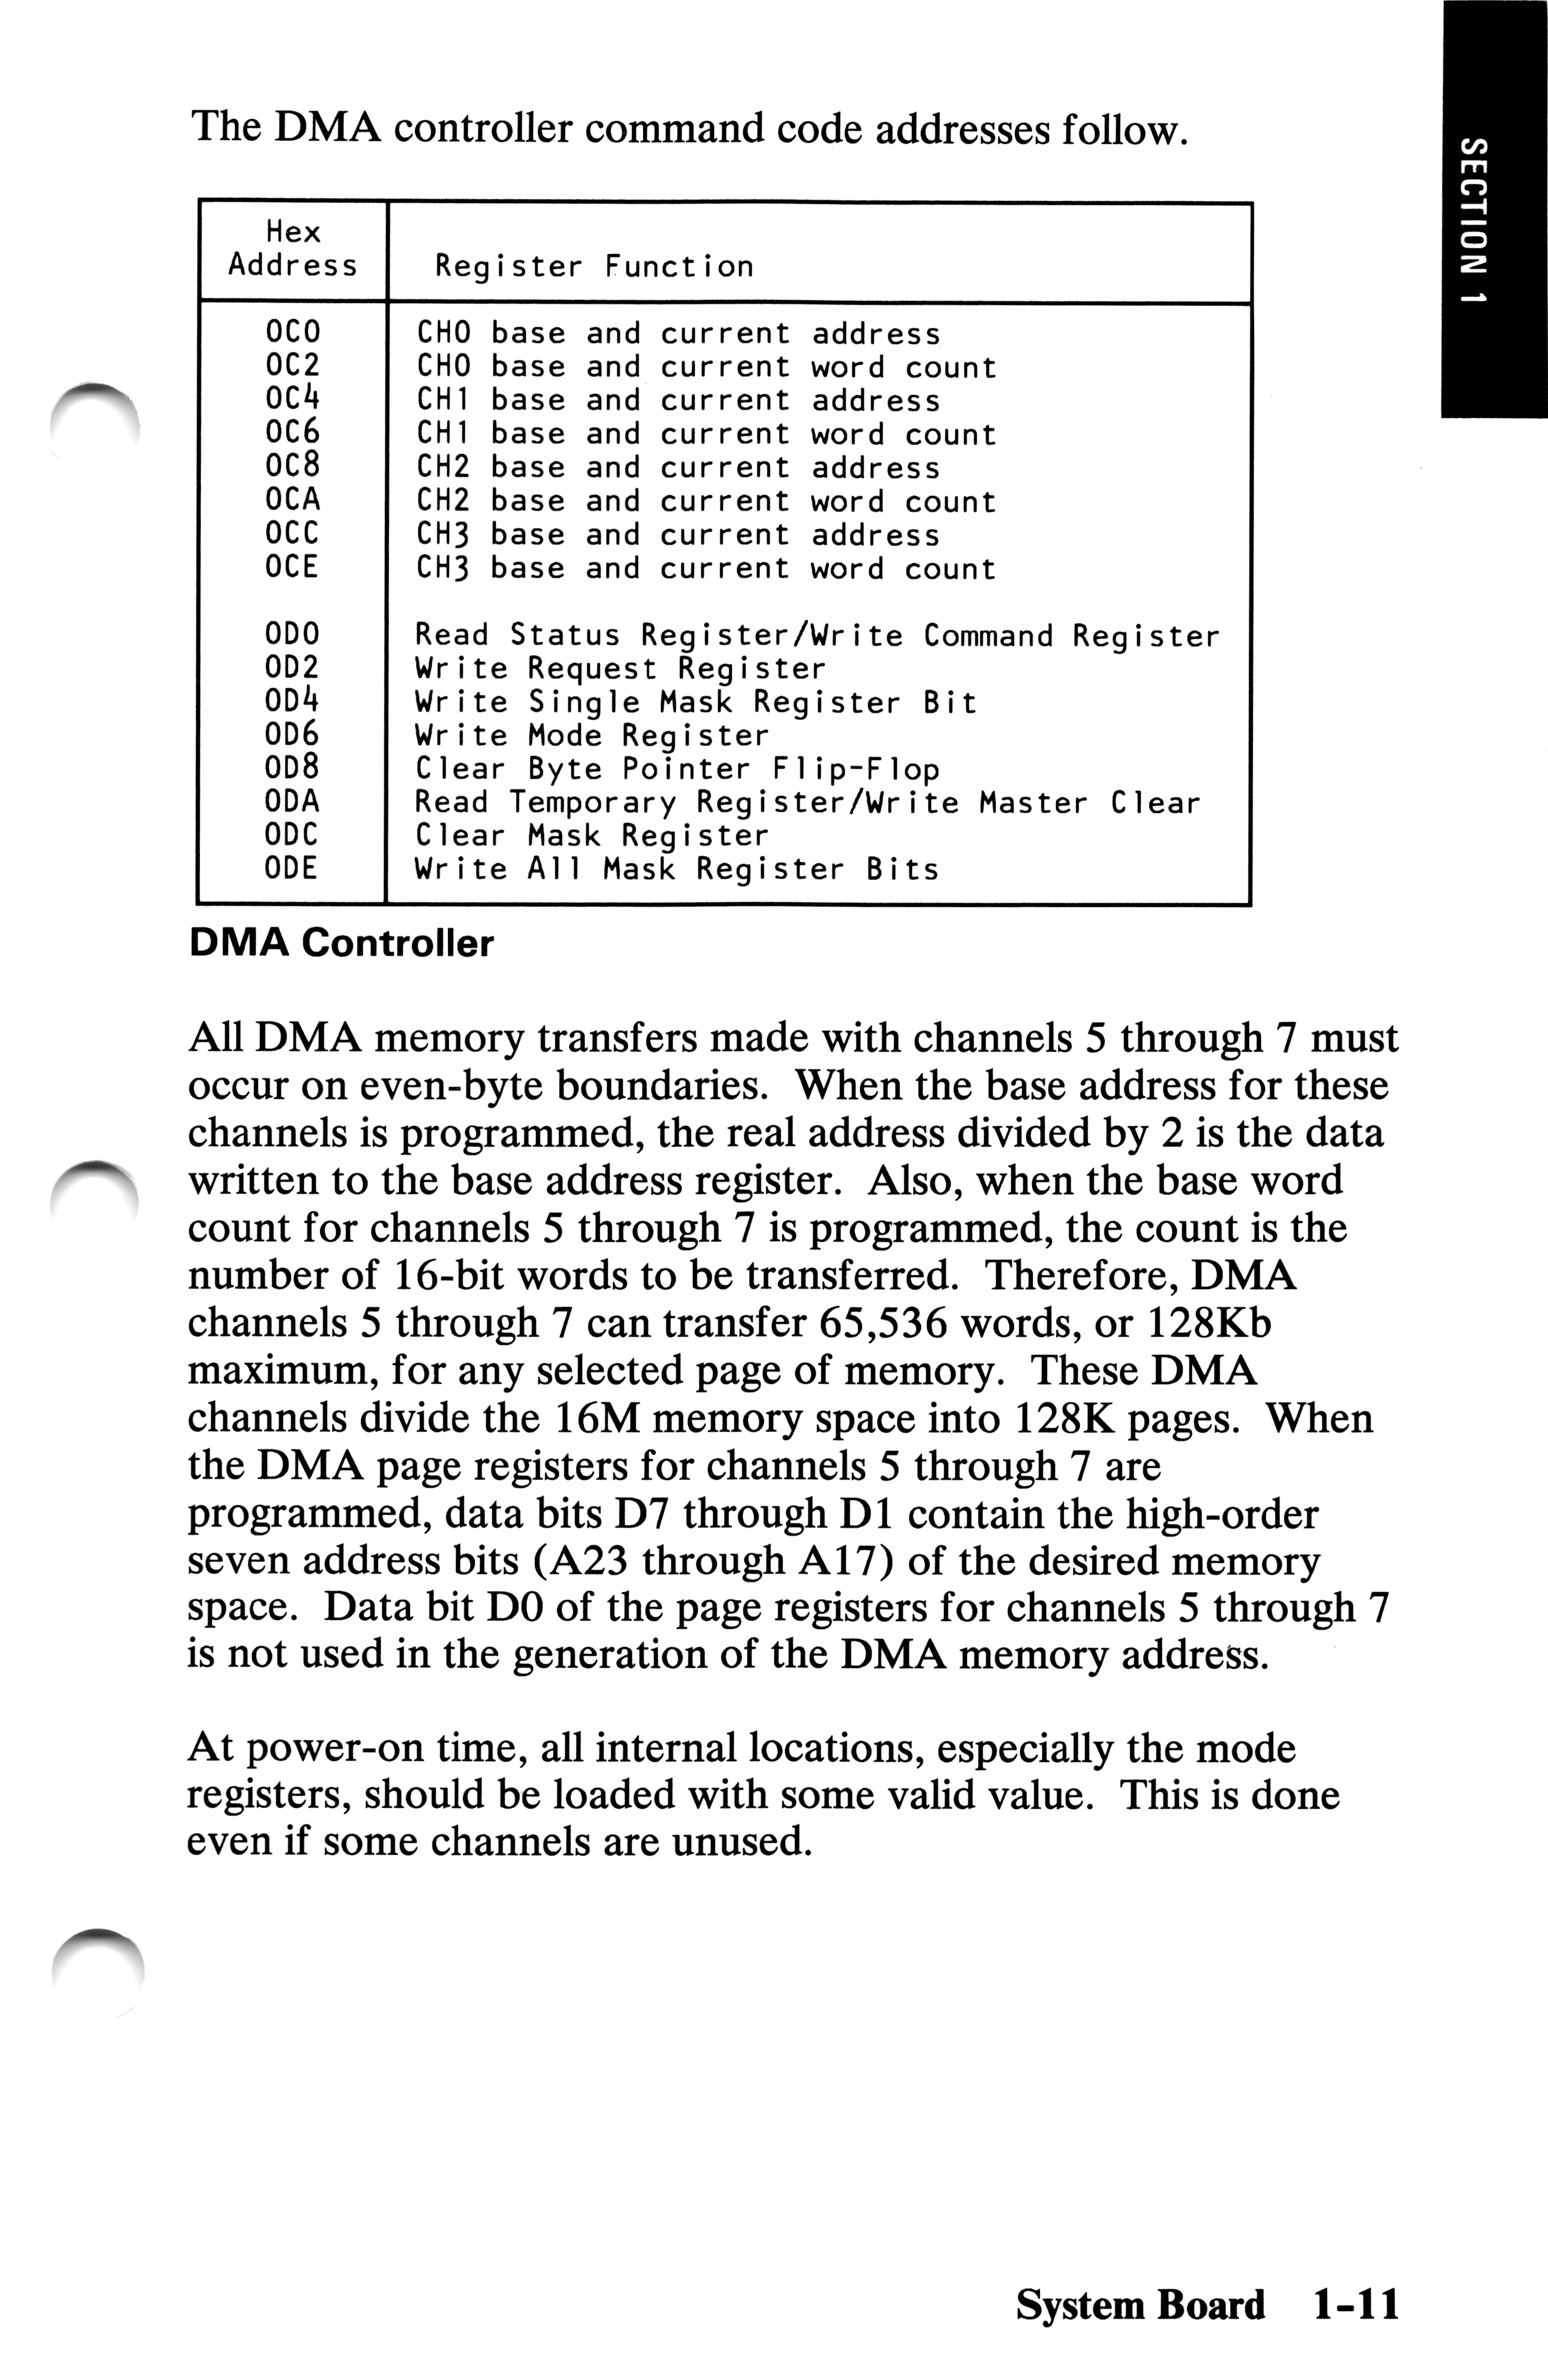 SECTION 1
The DMA controller command code addresses follow.
Hex
Address Register Function
0C0 CH0 base and current address
0C2 CH0 base and current word count
0C4 CH1 base and current address
0C6 CH1 base and current word count
0C8 CH2 base and current address
0CA CH2 base and current word count
0CC CH3 base and current address
0CE CH3 base and current word count
0D0 Read Status Register/Write Command Register
0D2 Write Request Register
0D4 Write Single Mask Register Bit
0D6 Write Mode Register
0D8 Clear Byte Pointer Flip-Flop
0DA Read Temporary Register/Write Master Clear
0DC Clear Mask Register
0DE Write All Mask Register Bits
DMA Controller
All DMA memory transfers made with channels 5 through 7 must
occur on even-byte boundaries. When the base address for these
channels is programmed, the real address divided by 2 is the data
written to the base address register. Also, when the base word
count for channels 5 through 7 is programmed, the count is the
number of 16-bit words to be transferred. Therefore, DMA
channels 5 through 7 can transfer 65,536 words, or 128Kb
maximum, for any selected page of memory. These DMA
channels divide the 16M memory space into 128K pages. When
the DMA page registers for channels 5 through 7 are
programmed, data bits D7 through D1 contain the high-order
seven address bits (A23 through A17) of the desired memory
space. Data bit D0 of the page registers for channels 5 through 7
is not used in the generation of the DMA memory address.
At power-on time, all internal locations, especially the mode
registers, should be loaded with some valid value. This is done
even if some channels are unused.
System Board 1-11